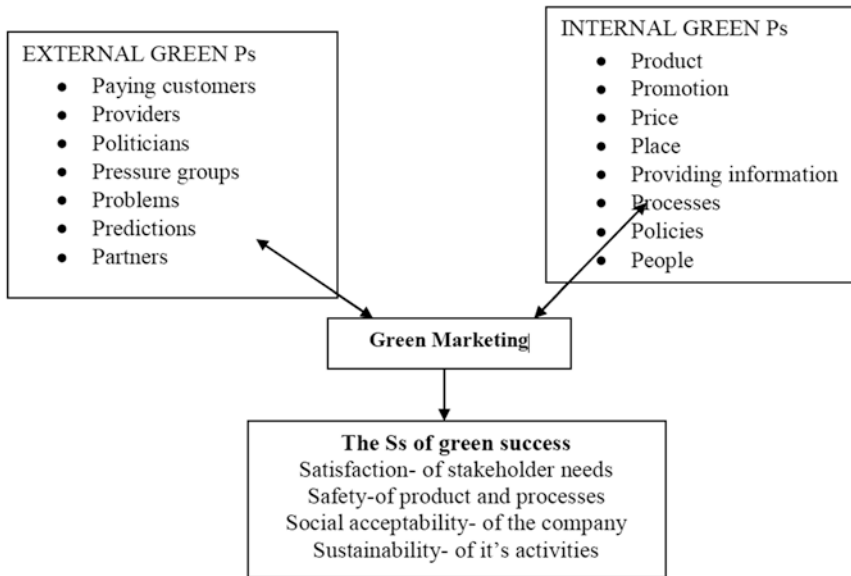 EXTERNAL GREEN Ps
● Paying customers
● Providers
● Politicians
● Pressure groups
● Problems
● Predictions
● Partners
INTERNAL GREEN Ps
● Product
● Promotion
● Price
● Place
● Providing information
● Processes
● Policies
● People
Green Marketing
The Ss of green success
Satisfaction- of stakeholder needs
Safety-of product and processes
Social acceptability- of the company
Sustainability- of it’s activities